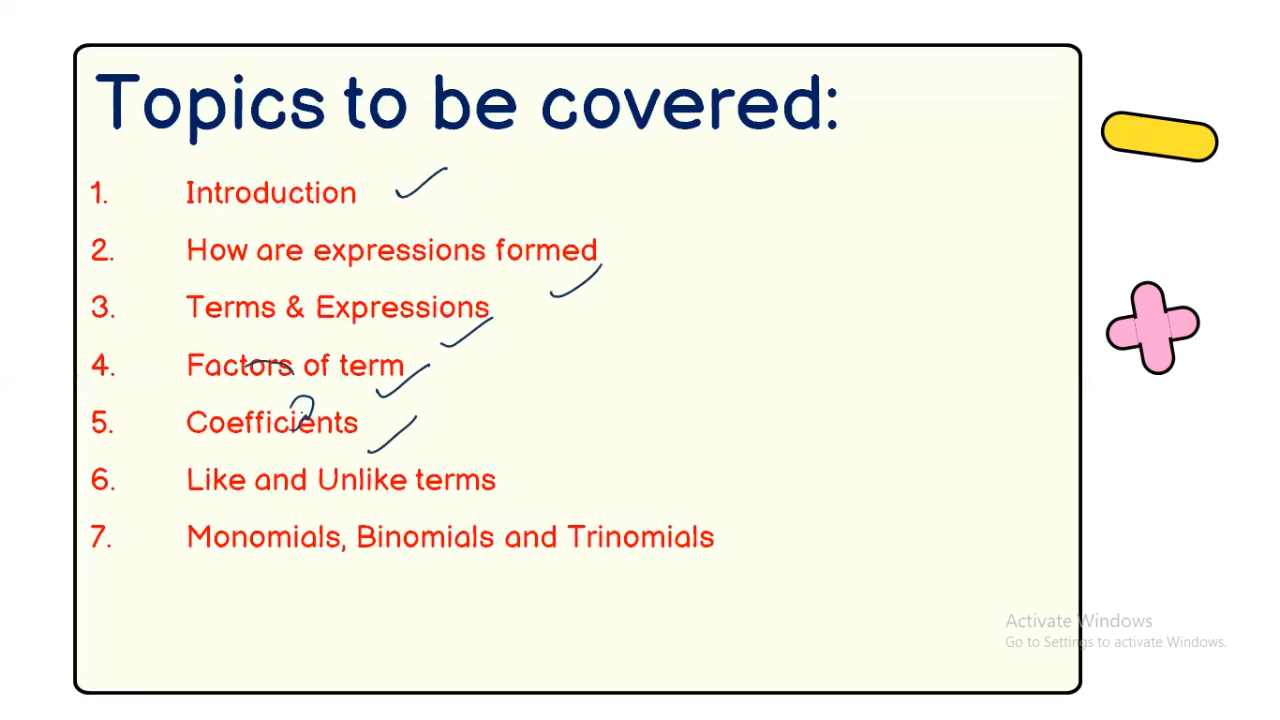 Topics to be covered:
1. Introduction
2. How are expressions formed
3. Terms & Expressions
4. Factors of term
5. Coefficients
6. Like and Unlike terms
7. Monomials, Binomials and Trinomials
Activate Windows
Go to Settings to activate Windows.